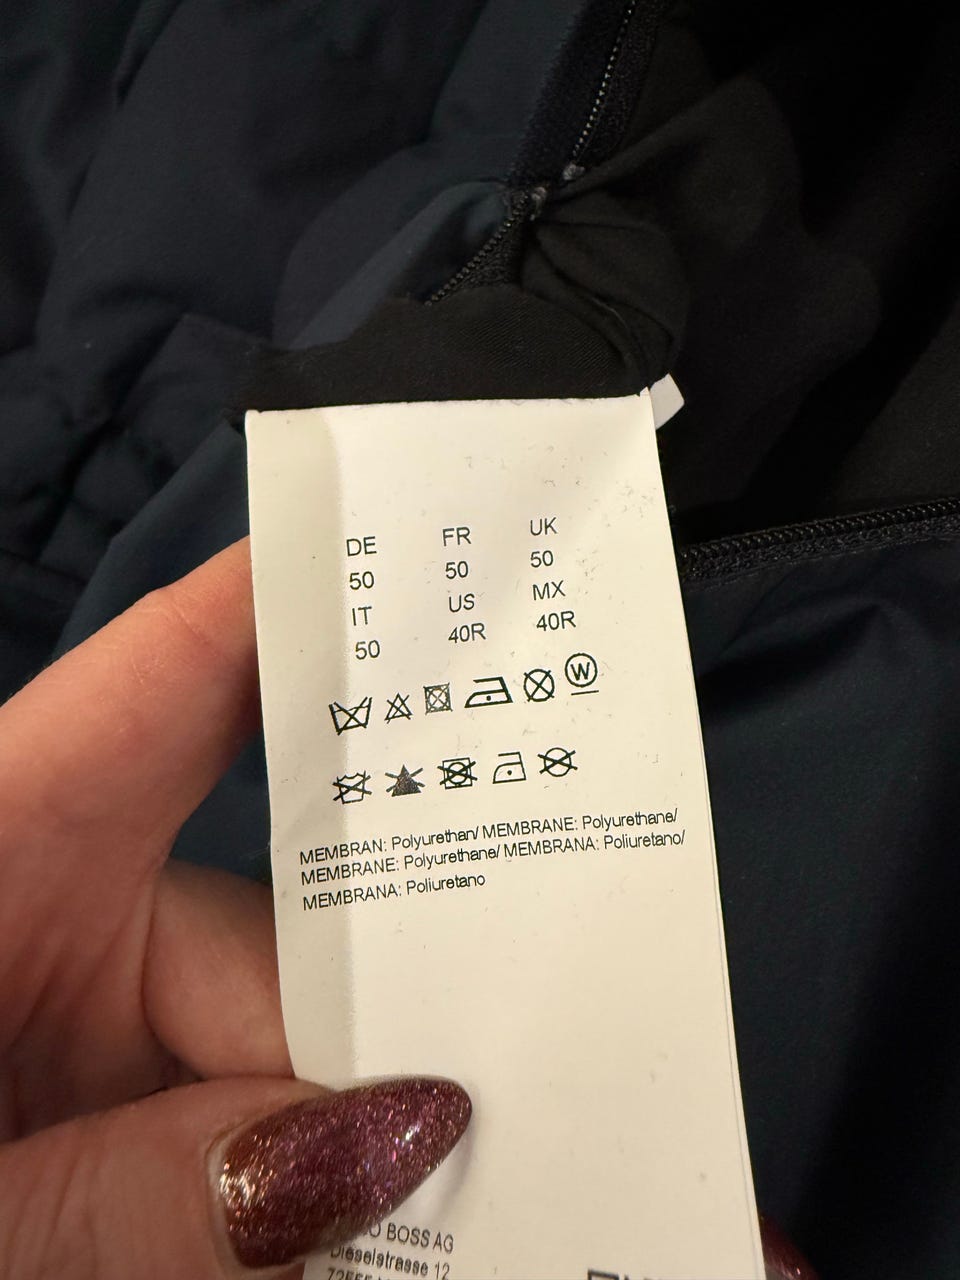 DE FR UK
50 50 50
IT US MX
50 40R 40R
W
MEMBRAN: Polyurethan/ MEMBRANE: Polyurethane/
MEMBRANE: Polyurethane/ MEMBRANA: Poliuretano/
MEMBRANA: Poliuretano
BOSS AG
Dieselstrasse 12